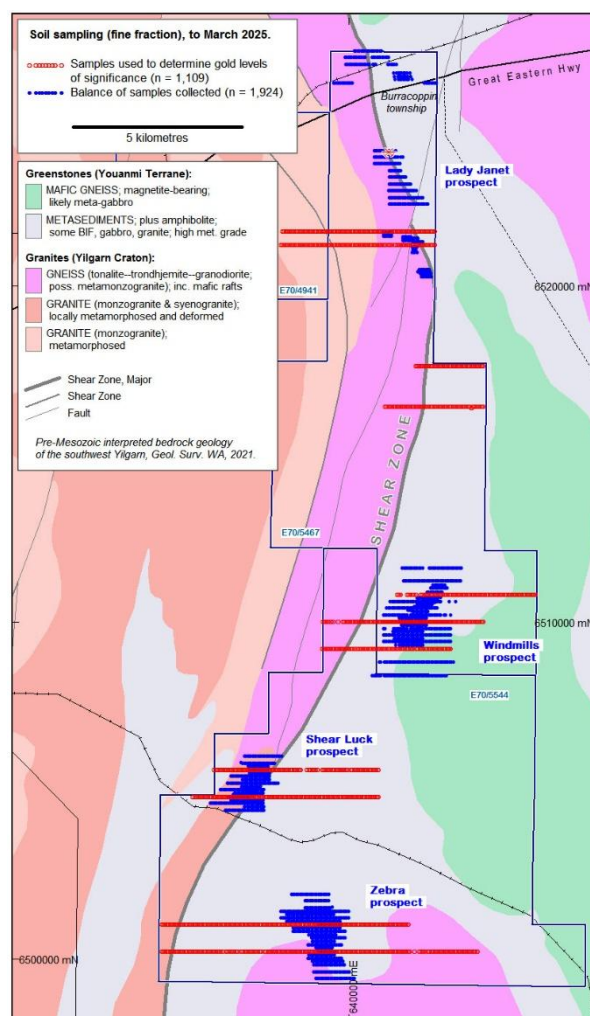 Soil sampling (fine fraction), to March 2025.
Samples used to determine gold levels
of significance (n = 1,109)
Balance of samples collected (n = 1,924)
5 kilometres
Greenstones (Youanmi Terrane):
MAFIC GNEISS; magnetite-bearing;
likely meta-gabbro
METASEDIMENTS; plus amphibolite;
some BIF, gabbro, granite; high met. grade
Granites (Yilgarn Craton):
GNEISS (tonalite--trondhjemite--granodiorite;
poss. metamonzogranite); inc. mafic rafts
GRANITE (monzogranite & syenogranite);
locally metamorphosed and deformed
GRANITE (monzogranite);
metamorphosed
Shear Zone, Major
Shear Zone
Fault
Pre-Mesozoic interpreted bedrock geology
of the southwest Yilgarn, Geol. Surv. WA, 2021.
Great Eastern Hwy
Burracoppin
township
Lady Janet
prospect
E70/4941
6520000 mN
SHEAR ZONE
E70/5467
6510000 mN
Windmills
prospect
E70/5544
Shear Luck
prospect
Zebra
prospect
6500000 mN
640000 mE